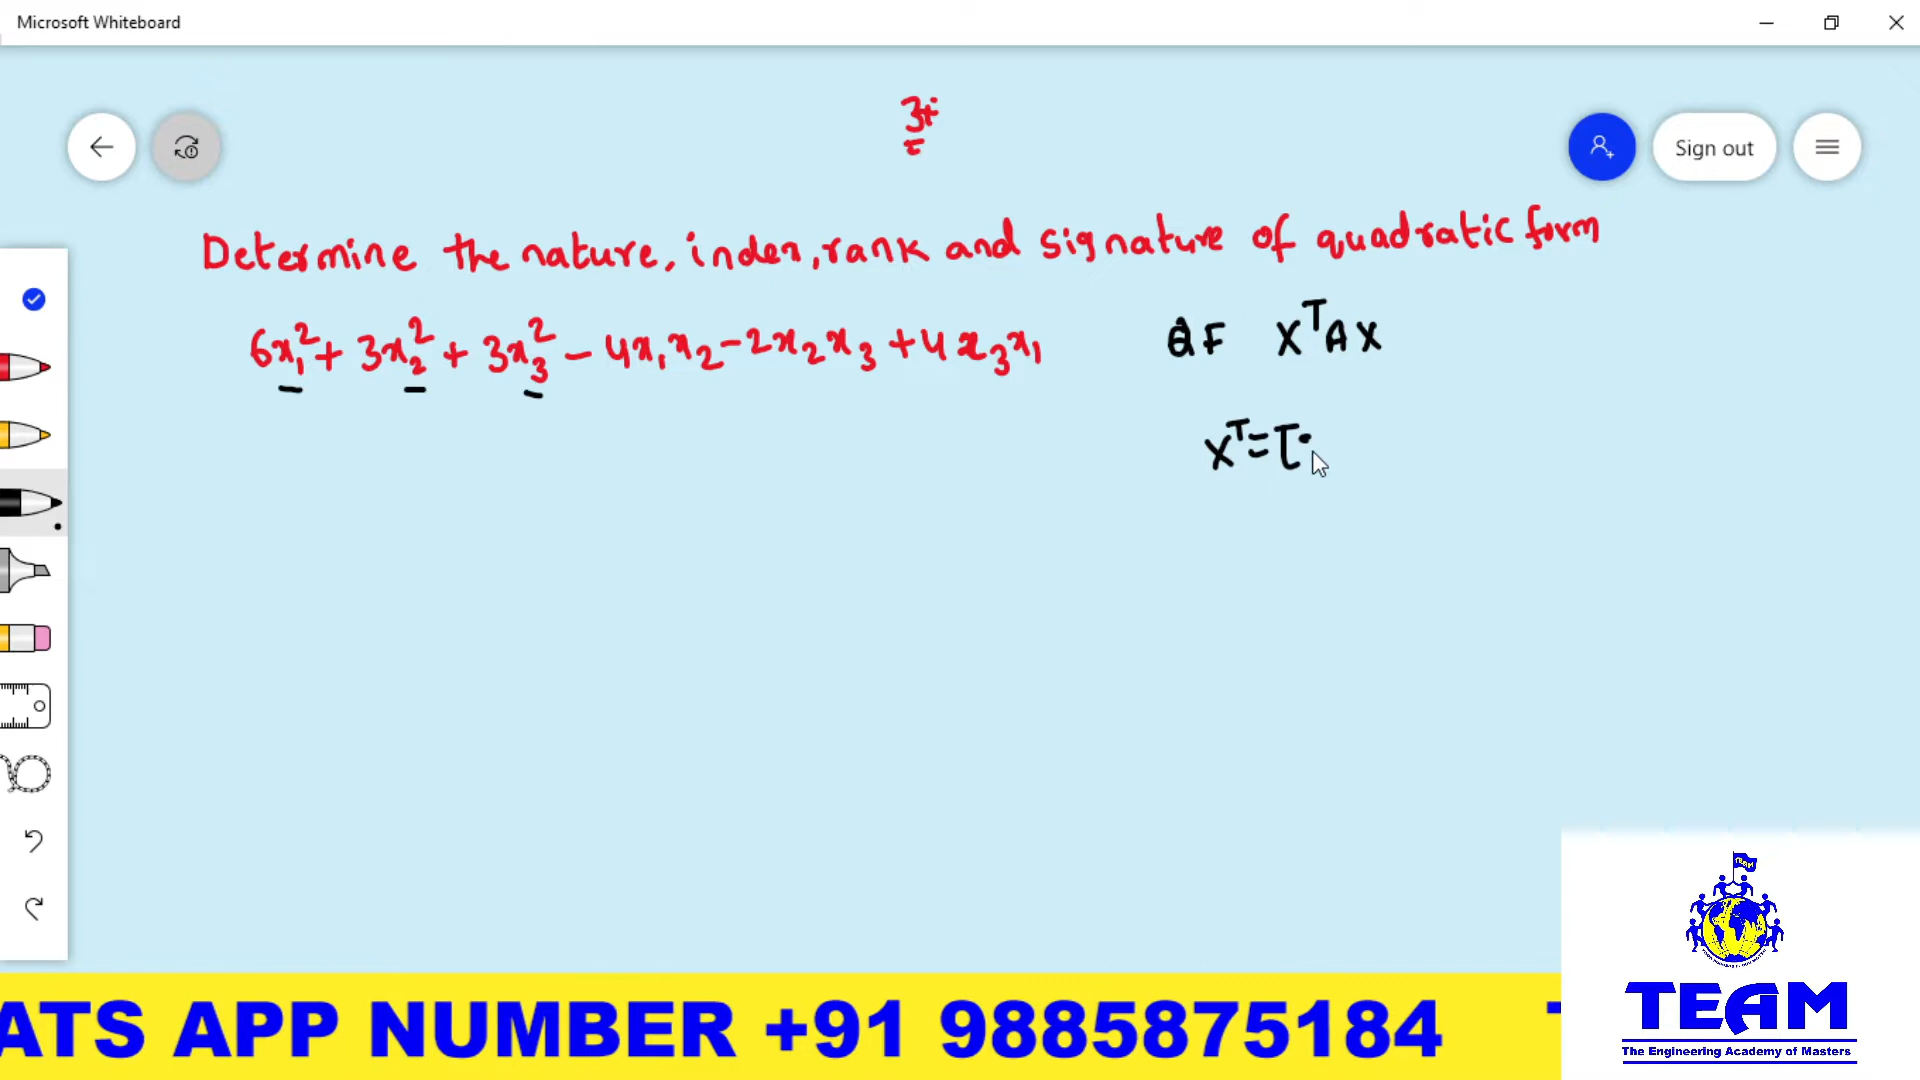 Microsoft Whiteboard
3+
Sign out
Determine the nature, index, rank and signature of quadratic form
6x₁² + 3x₂² + 3x₃² - 4x₁x₂ - 2x₂x₃ + 4x₃x₁
QF XᵀAX
Xᵀ = [
ATS APP NUMBER +91 9885875184
TEAM
The Engineering Academy of Masters